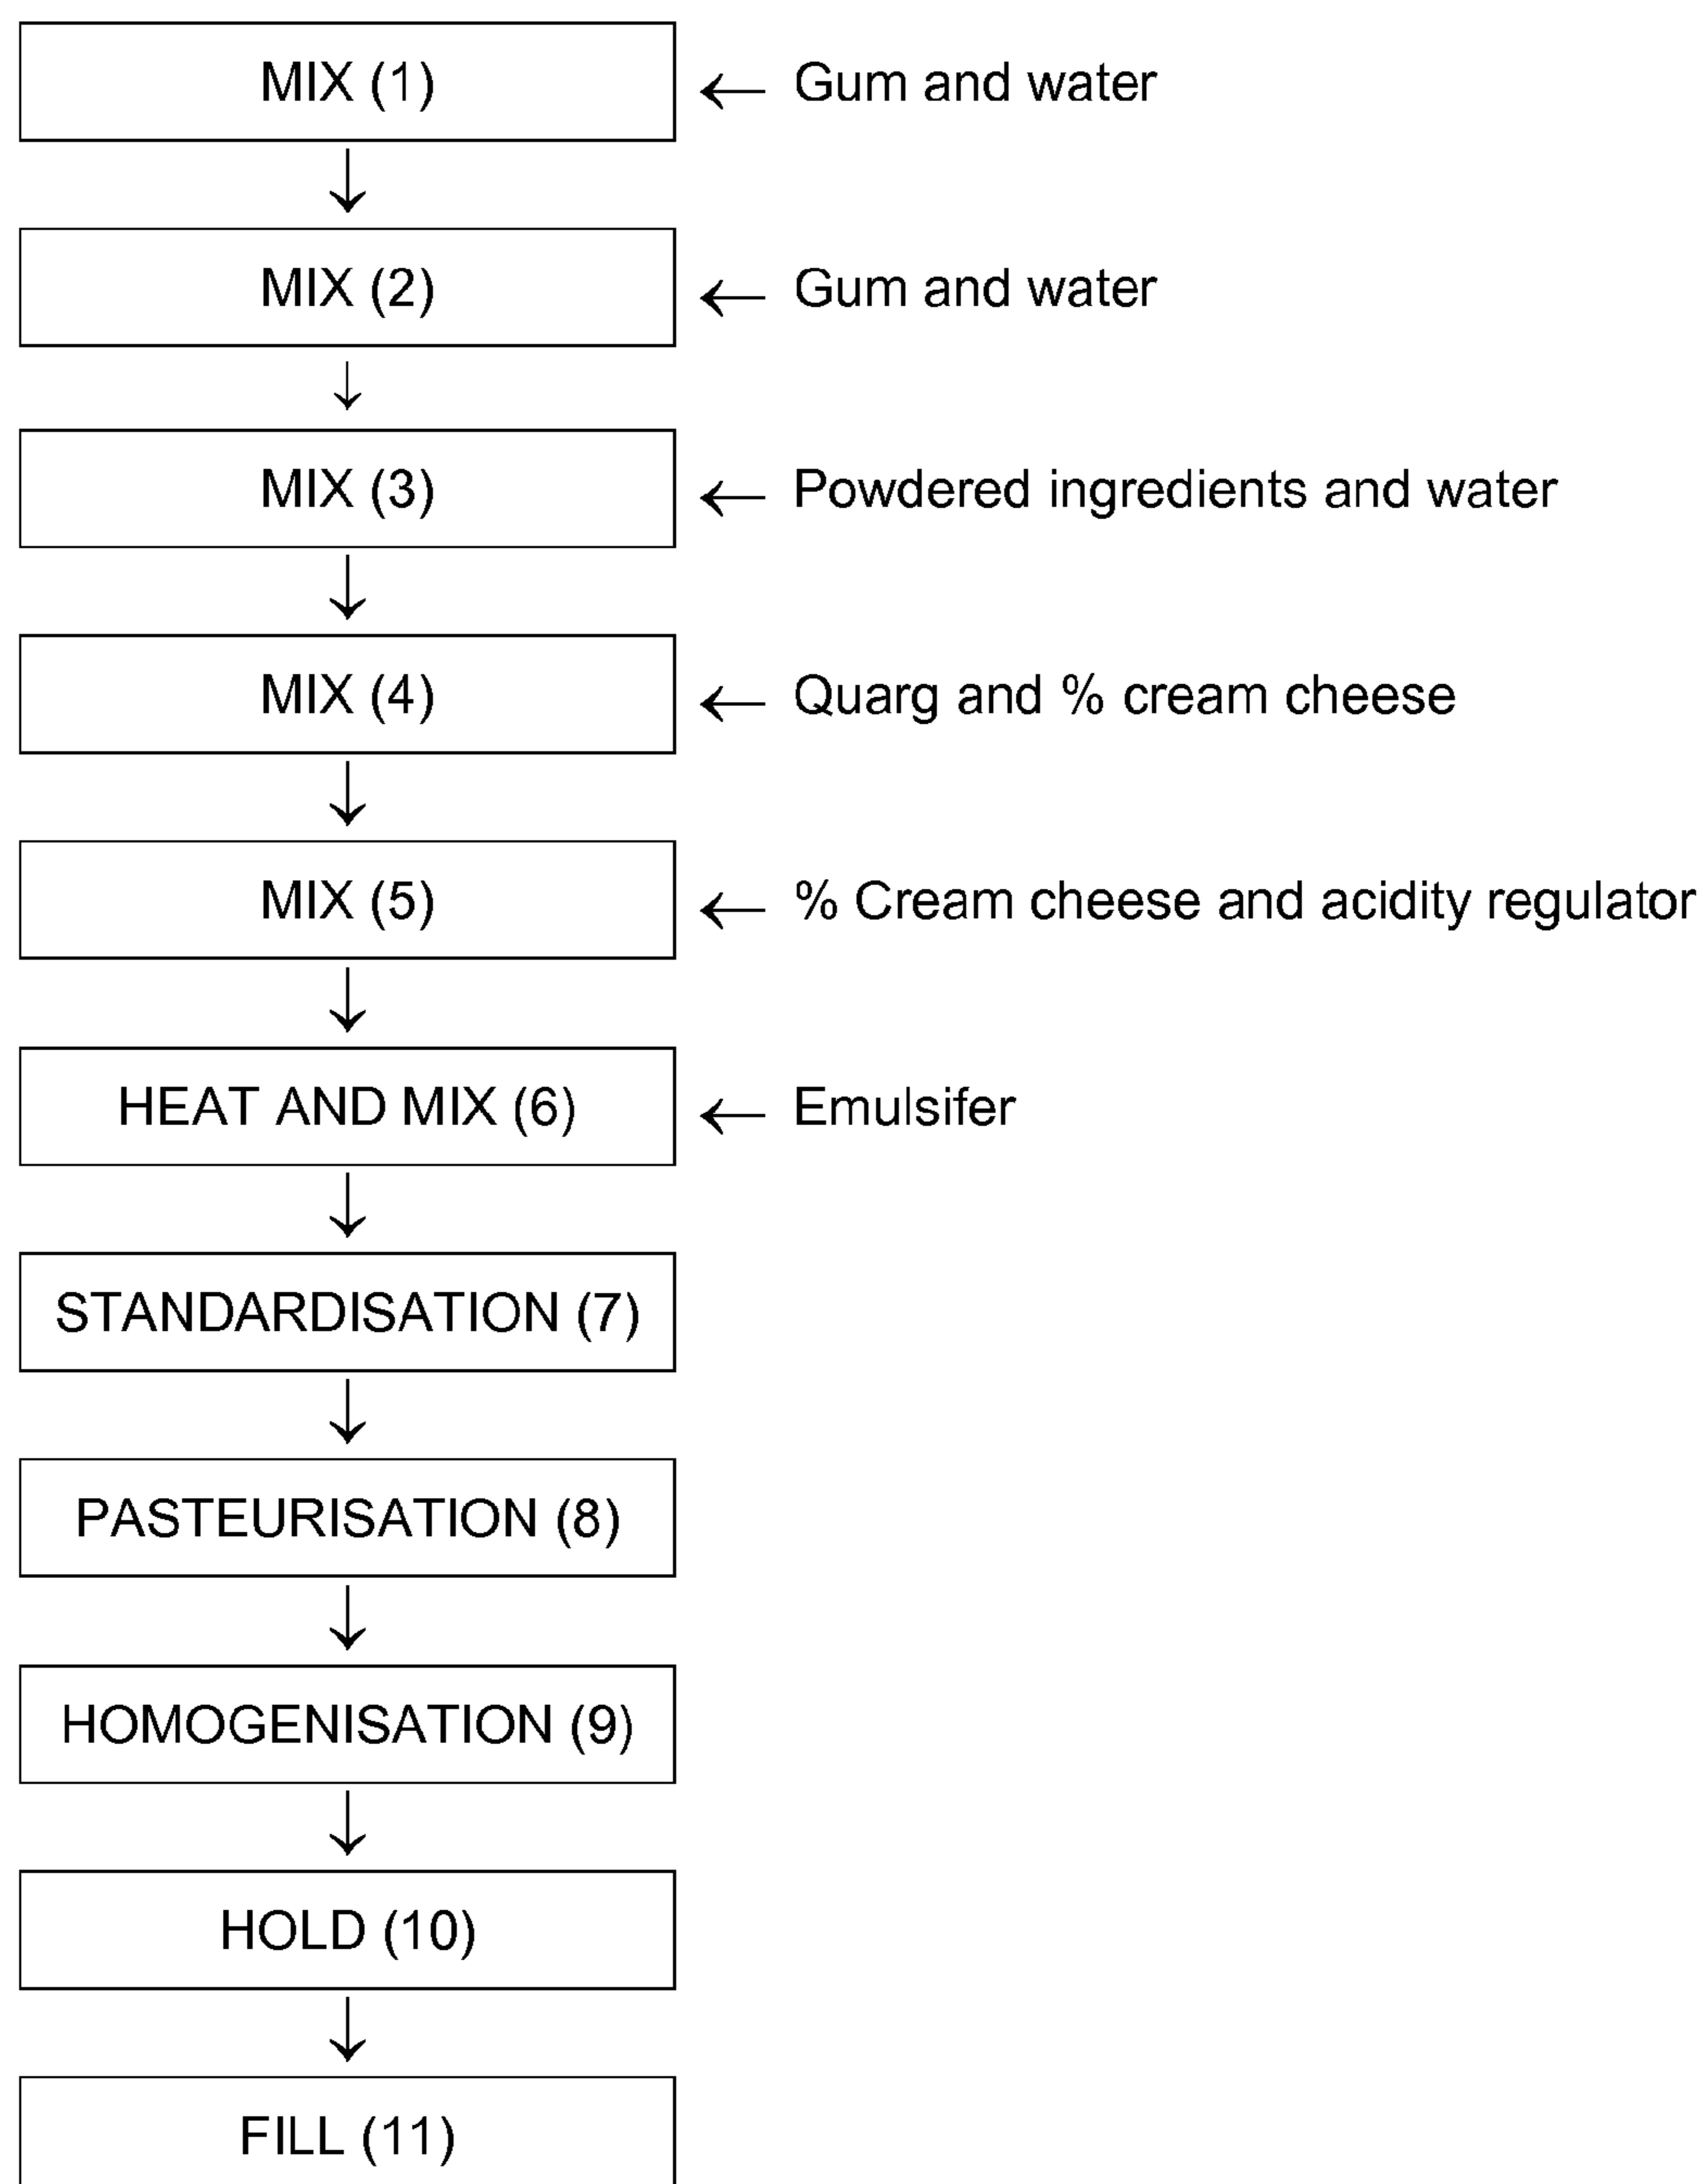 MIX (1)
Gum and water
MIX (2)
Gum and water
MIX (3)
Powdered ingredients and water
MIX (4)
Quarg and % cream cheese
MIX (5)
% Cream cheese and acidity regulator
HEAT AND MIX (6)
Emulsifer
STANDARDISATION (7)
PASTEURISATION (8)
HOMOGENISATION (9)
HOLD (10)
FILL (11)